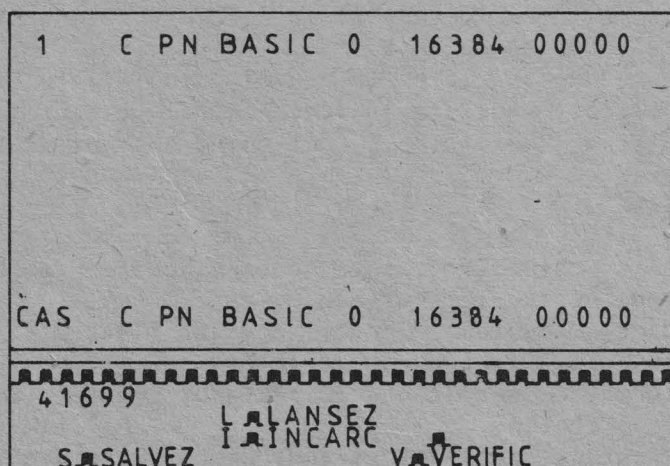 1 C PN BASIC 0 16384 00000
CAS C PN BASIC 0 16384 00000
41699
L LANSEZ
I INCARC
S SALVEZ V VERIFIC